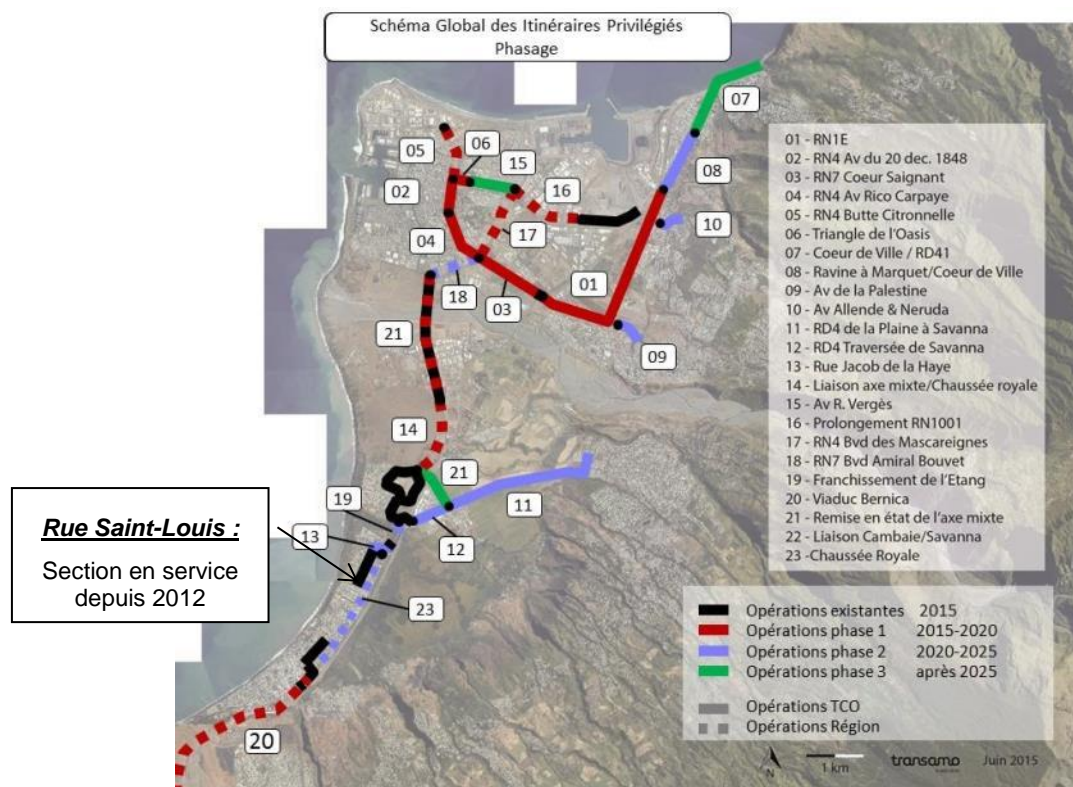 Schéma Global des Itinéraires Privilégiés
Phasage
07
06
05
15
08
02
16
10
17
04
18
01
03
21
09
14
21
19
11
13
12
23
20
Rue Saint-Louis :
Section en service
depuis 2012
01 - RN1E
02 - RN4 Av du 20 dec. 1848
03 - RN7 Coeur Saignant
04 - RN4 Av Rico Carpaye
05 - RN4 Butte Citronnelle
06 - Triangle de l'Oasis
07 - Coeur de Ville / RD41
08 - Ravine à Marquet/Coeur de Ville
09 - Av de la Palestine
10 - Av Allende & Neruda
11 - RD4 de la Plaine à Savanna
12 - RD4 Traversée de Savanna
13 - Rue Jacob de la Haye
14 - Liaison axe mixte/Chaussée royale
15 - Av R. Vergès
16 - Prolongement RN1001
17 - RN4 Bvd des Mascareignes
18 - RN7 Bvd Amiral Bouvet
19 - Franchissement de l'Etang
20 - Viaduc Bernica
21 - Remise en état de l'axe mixte
22 - Liaison Cambaie/Savanna
23 -Chaussée Royale
Opérations existantes 2015
Opérations phase 1 2015-2020
Opérations phase 2 2020-2025
Opérations phase 3 après 2025
Opérations TCO
Opérations Région
N
1 km
transamo
Juin 2015